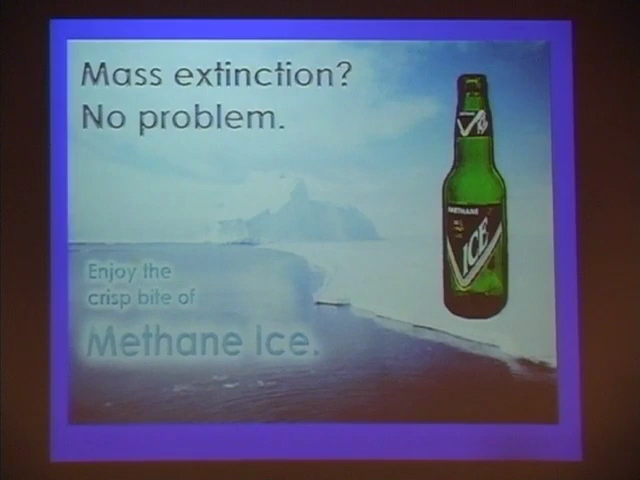 Mass extinction?
No problem.
Enjoy the
crisp bite of
Methane Ice.
METHANE
ICE